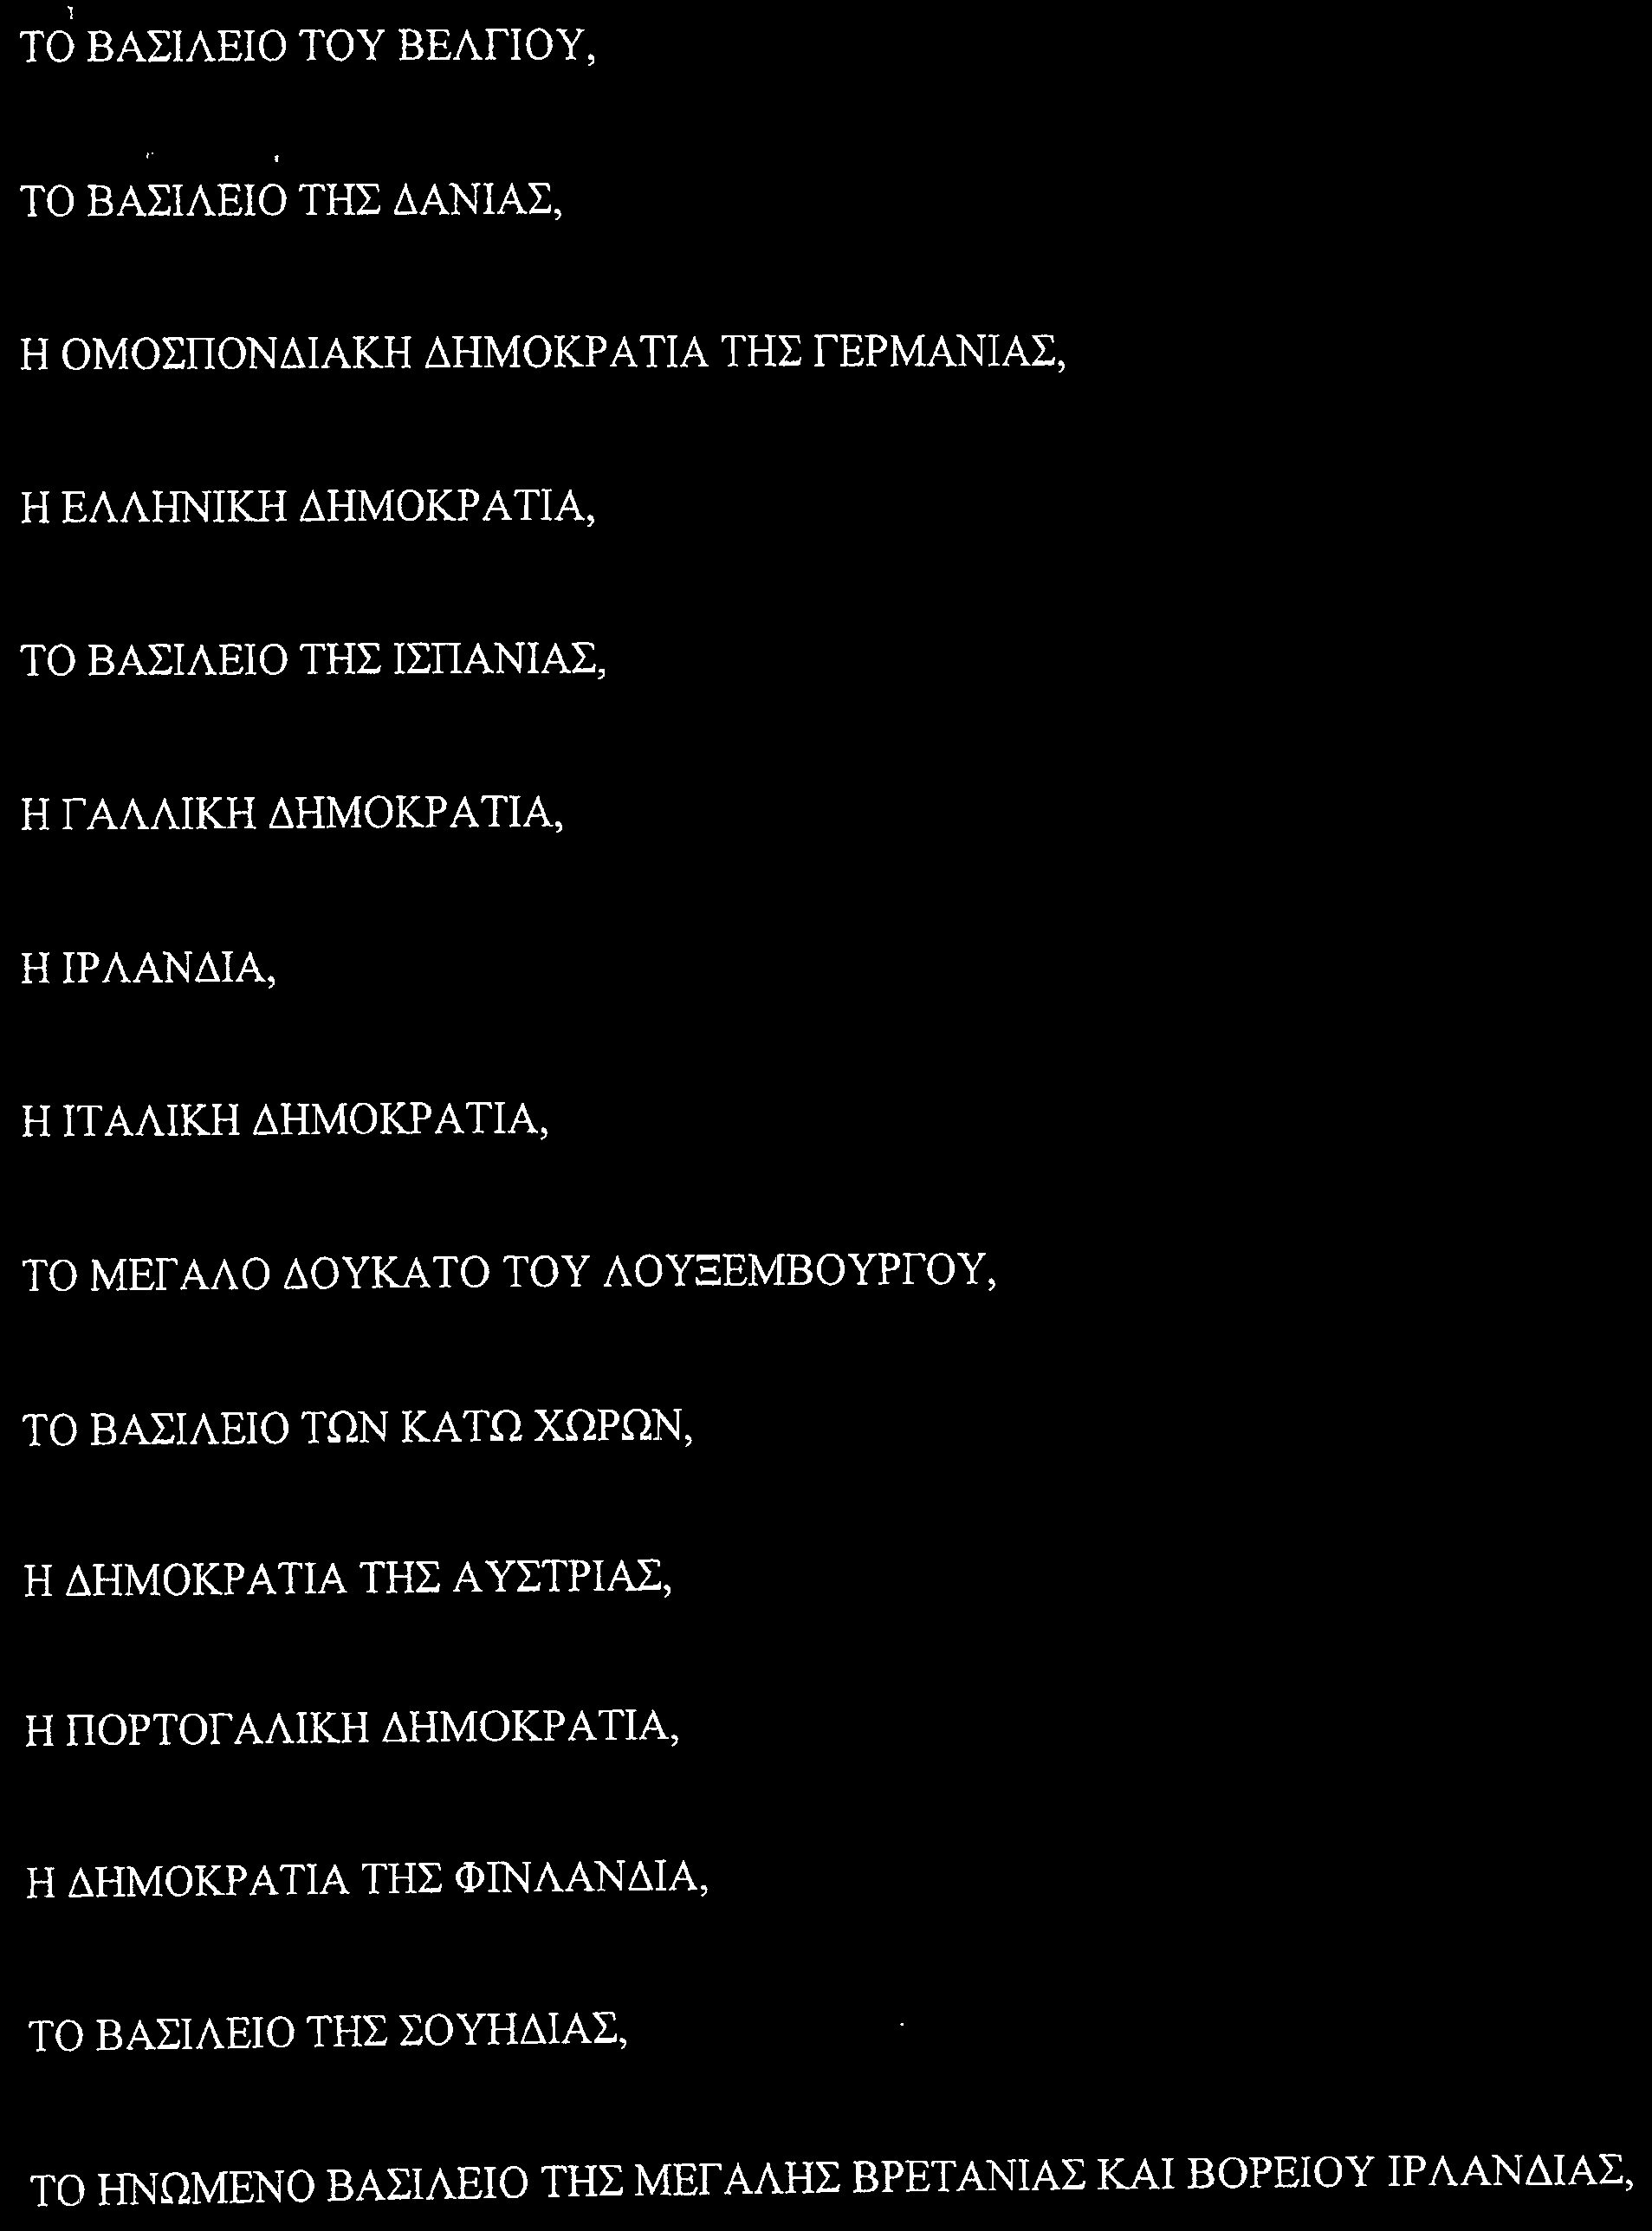 ΤΟ ΒΑΣΙΛΕΙΟ ΤΟΥ ΒΕΛΓΙΟΥ,
ΤΟ ΒΑΣΙΛΕΙΟ ΤΗΣ ΔΑΝΙΑΣ,
Η ΟΜΟΣΠΟΝΔΙΑΚΗ ΔΗΜΟΚΡΑΤΙΑ ΤΗΣ ΓΕΡΜΑΝΙΑΣ,
Η ΕΛΛΗΝΙΚΗ ΔΗΜΟΚΡΑΤΙΑ,
ΤΟ ΒΑΣΙΛΕΙΟ ΤΗΣ ΙΣΠΑΝΙΑΣ,
Η ΓΑΛΛΙΚΗ ΔΗΜΟΚΡΑΤΙΑ,
Η ΙΡΛΑΝΔΙΑ,
Η ΙΤΑΛΙΚΗ ΔΗΜΟΚΡΑΤΙΑ,
ΤΟ ΜΕΓΑΛΟ ΔΟΥΚΑΤΟ ΤΟΥ ΛΟΥΞΕΜΒΟΥΡΓΟΥ,
ΤΟ ΒΑΣΙΛΕΙΟ ΤΩΝ ΚΑΤΩ ΧΩΡΩΝ,
Η ΔΗΜΟΚΡΑΤΙΑ ΤΗΣ ΑΥΣΤΡΙΑΣ,
Η ΠΟΡΤΟΓΑΛΙΚΗ ΔΗΜΟΚΡΑΤΙΑ,
Η ΔΗΜΟΚΡΑΤΙΑ ΤΗΣ ΦΙΝΛΑΝΔΙΑ,
ΤΟ ΒΑΣΙΛΕΙΟ ΤΗΣ ΣΟΥΗΔΙΑΣ,
ΤΟ ΗΝΩΜΕΝΟ ΒΑΣΙΛΕΙΟ ΤΗΣ ΜΕΓΑΛΗΣ ΒΡΕΤΑΝΙΑΣ ΚΑΙ ΒΟΡΕΙΟΥ ΙΡΛΑΝΔΙΑΣ,